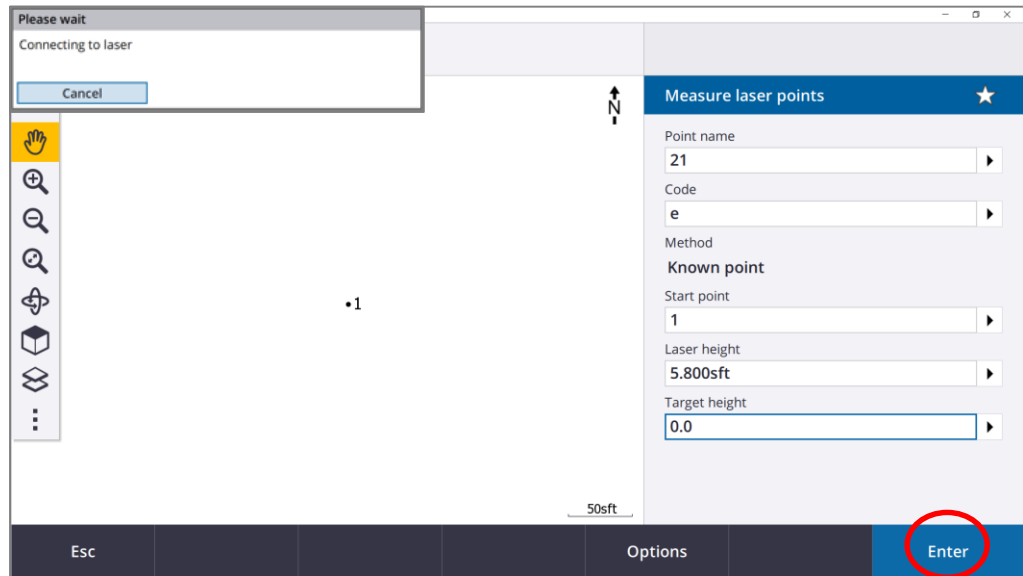 Please wait
Connecting to laser
Cancel
N
•1
50sft
Measure laser points
Point name
21
Code
e
Method
Known point
Start point
1
Laser height
5.800sft
Target height
0.0
Esc
Options
Enter